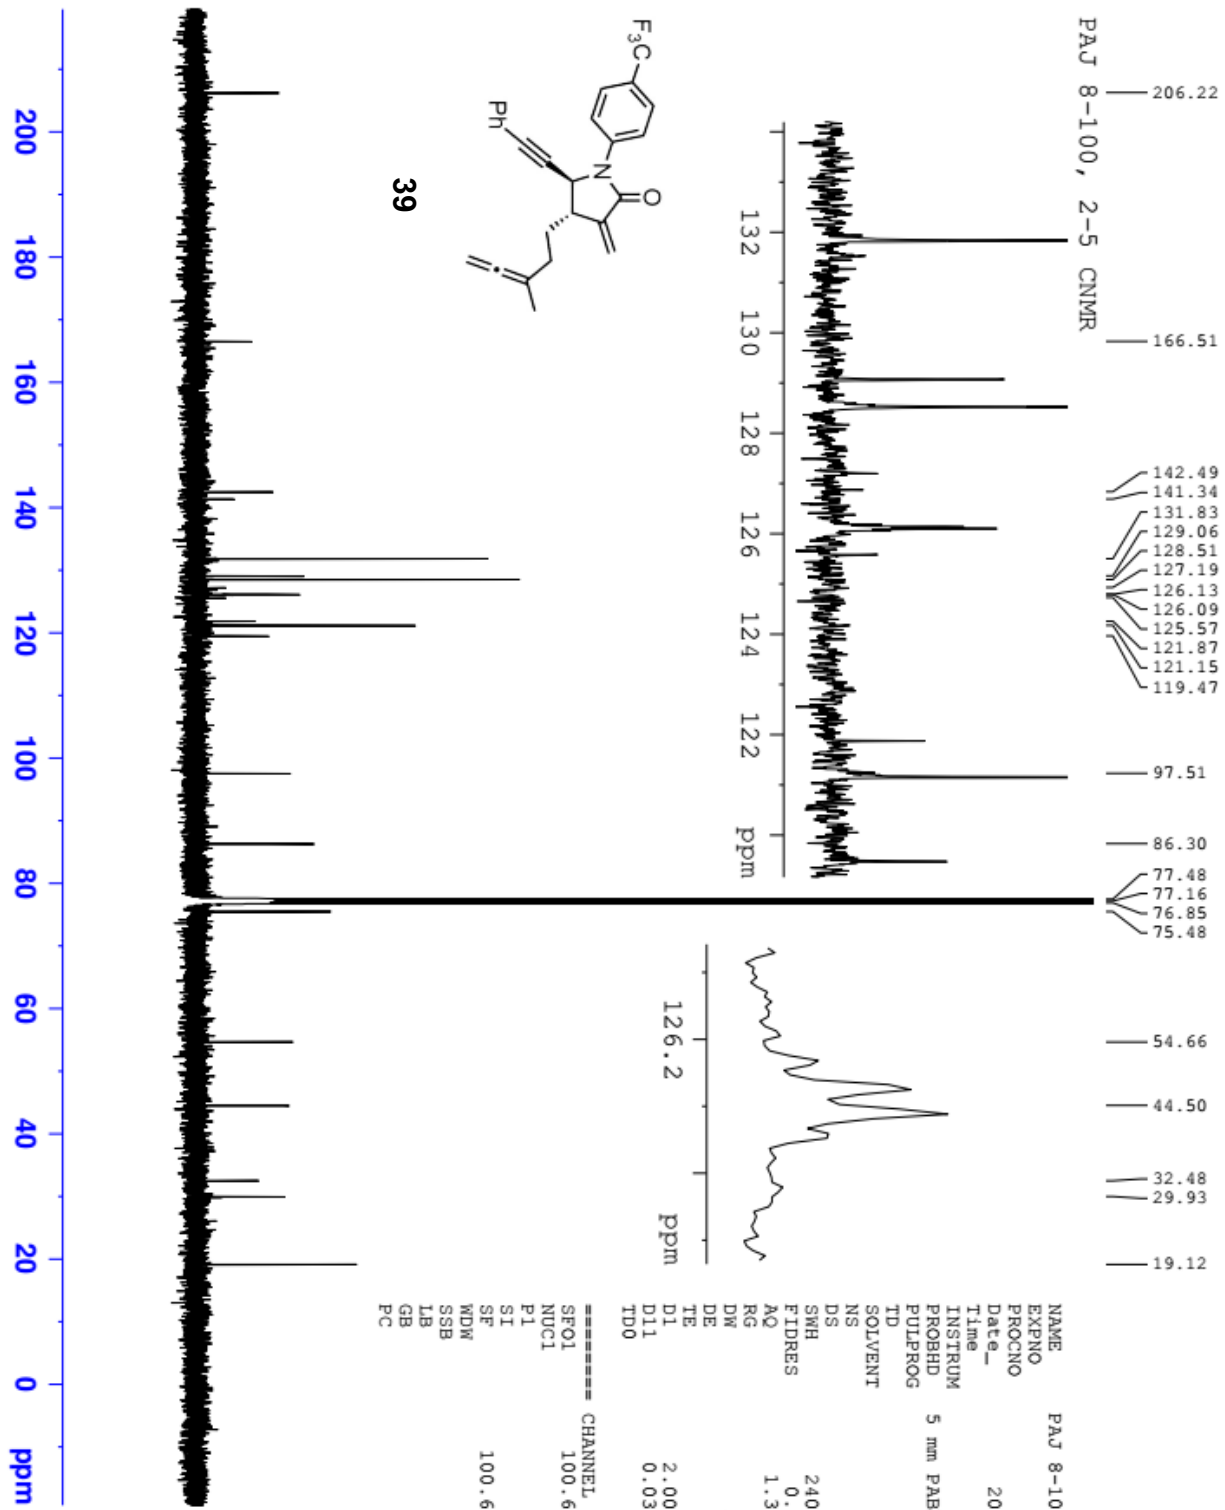 PAJ 8-100, 2-5 CNMR
206.22
166.51
142.49
141.34
131.83
129.06
128.51
127.19
126.13
126.09
125.57
121.87
121.15
119.47
97.51
86.30
77.48
77.16
76.85
75.48
54.66
44.50
32.48
29.93
19.12
F3C
N
O
Ph
39
132 130 128 126 124 122 ppm
126.2 ppm
NAME PAJ 8-10
EXPNO
PROCNO
Date_ 20
Time
INSTRUM
PROBHD 5 mm PAB
PULPROG
TD
SOLVENT
NS
DS
SWH 240
FIDRES 0.
AQ 1.3
RG
DW
DE
TE
D1 2.00
D11 0.03
TD0
======== CHANNEL
SFO1 100.6
NUC1
P1
SI
SF 100.6
WDW
SSB
LB
GB
PC
200 180 160 140 120 100 80 60 40 20 0 ppm